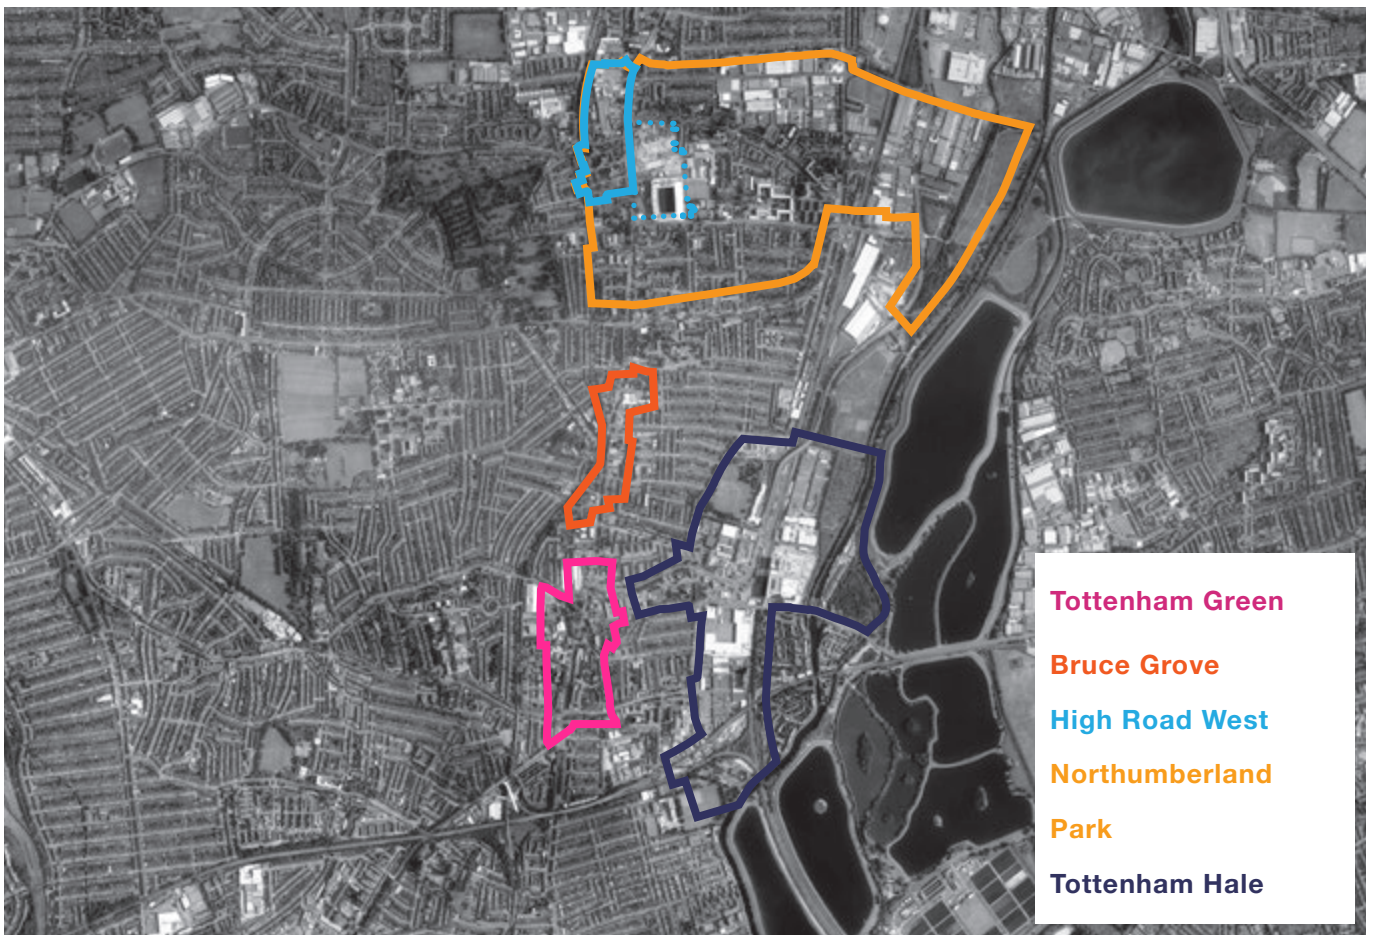 Tottenham Green
Bruce Grove
High Road West
Northumberland
Park
Tottenham Hale